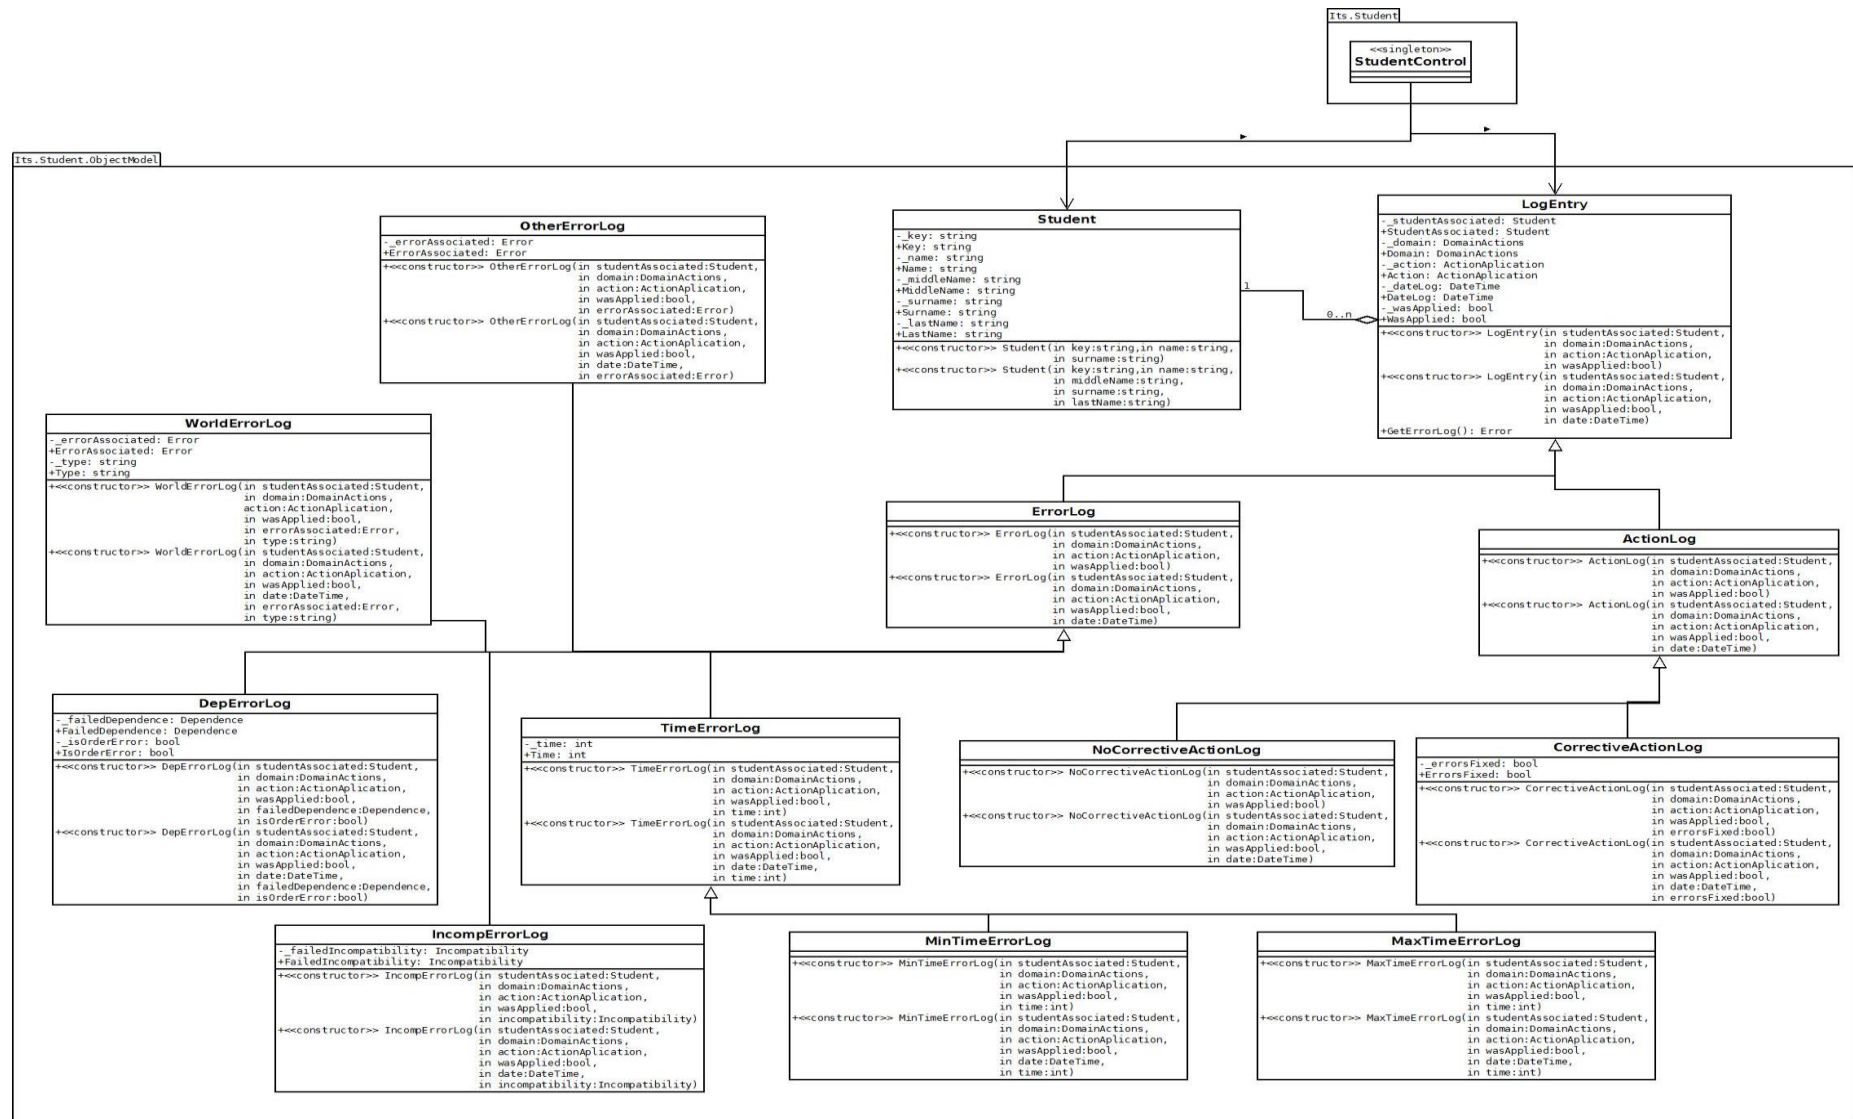 Its.Student
<<singleton>>
StudentControl
Its.Student.ObjectModel
OtherErrorLog
-_errorAssociated: Error
+ErrorAssociated: Error
+<<constructor>> OtherErrorLog(in studentAssociated:Student,
in domain:DomainActions,
in action:ActionAplication,
in wasApplied:bool,
in errorAssociated:Error)
+<<constructor>> OtherErrorLog(in studentAssociated:Student,
in domain:DomainActions,
in action:ActionAplication,
in wasApplied:bool,
in date:DateTime,
in errorAssociated:Error)
Student
-_key: string
+Key: string
-_name: string
+Name: string
-_middleName: string
+MiddleName: string
-_surname: string
+Surname: string
-_lastName: string
+LastName: string
+<<constructor>> Student(in key:string,in name:string,
in surname:string)
+<<constructor>> Student(in key:string,in name:string,
in middleName:string,
in surname:string,
in lastName:string)
1
0..n
LogEntry
-_studentAssociated: Student
+StudentAssociated: Student
-_domain: DomainActions
+Domain: DomainActions
-_action: ActionAplication
+Action: ActionAplication
-_dateLog: DateTime
+DateLog: DateTime
-_wasApplied: bool
+WasApplied: bool
+<<constructor>> LogEntry(in studentAssociated:Student,
in domain:DomainActions,
in action:ActionAplication,
in wasApplied:bool)
+<<constructor>> LogEntry(in studentAssociated:Student,
in domain:DomainActions,
in action:ActionAplication,
in wasApplied:bool,
in date:DateTime)
+GetErrorLog(): Error
WorldErrorLog
-_errorAssociated: Error
+ErrorAssociated: Error
-_type: string
+Type: string
+<<constructor>> WorldErrorLog(in studentAssociated:Student,
in domain:DomainActions,
action:ActionAplication,
in wasApplied:bool,
in errorAssociated:Error,
in type:string)
+<<constructor>> WorldErrorLog(in studentAssociated:Student,
in domain:DomainActions,
in action:ActionAplication,
in wasApplied:bool,
in date:DateTime,
in errorAssociated:Error,
in type:string)
ErrorLog
+<<constructor>> ErrorLog(in studentAssociated:Student,
in domain:DomainActions,
in action:ActionAplication,
in wasApplied:bool)
+<<constructor>> ErrorLog(in studentAssociated:Student,
in domain:DomainActions,
in action:ActionAplication,
in wasApplied:bool,
in date:DateTime)
ActionLog
+<<constructor>> ActionLog(in studentAssociated:Student,
in domain:DomainActions,
in action:ActionAplication,
in wasApplied:bool)
+<<constructor>> ActionLog(in studentAssociated:Student,
in domain:DomainActions,
in action:ActionAplication,
in wasApplied:bool,
in date:DateTime)
DepErrorLog
-_failedDependence: Dependence
+FailedDependence: Dependence
-_isOrderError: bool
+IsOrderError: bool
+<<constructor>> DepErrorLog(in studentAssociated:Student,
in domain:DomainActions,
in action:ActionAplication,
in wasApplied:bool,
in failedDependence:Dependence,
in isOrderError:bool)
+<<constructor>> DepErrorLog(in studentAssociated:Student,
in domain:DomainActions,
in action:ActionAplication,
in wasApplied:bool,
in date:DateTime,
in failedDependence:Dependence,
in isOrderError:bool)
TimeErrorLog
-_time: int
+Time: int
+<<constructor>> TimeErrorLog(in studentAssociated:Student,
in domain:DomainActions,
in action:ActionAplication,
in wasApplied:bool,
in time:int)
+<<constructor>> TimeErrorLog(in studentAssociated:Student,
in domain:DomainActions,
in action:ActionAplication,
in wasApplied:bool,
in date:DateTime,
in time:int)
NoCorrectiveActionLog
+<<constructor>> NoCorrectiveActionLog(in studentAssociated:Student,
in domain:DomainActions,
in action:ActionAplication,
in wasApplied:bool)
+<<constructor>> NoCorrectiveActionLog(in studentAssociated:Student,
in domain:DomainActions,
in action:ActionAplication,
in wasApplied:bool,
in date:DateTime)
CorrectiveActionLog
-_errorsFixed: bool
+ErrorsFixed: bool
+<<constructor>> CorrectiveActionLog(in studentAssociated:Student,
in domain:DomainActions,
in action:ActionAplication,
in wasApplied:bool,
in errorsFixed:bool)
+<<constructor>> CorrectiveActionLog(in studentAssociated:Student,
in domain:DomainActions,
in action:ActionAplication,
in wasApplied:bool,
in date:DateTime,
in errorsFixed:bool)
IncompErrorLog
-_failedIncompatibility: Incompatibility
+FailedIncompatibility: Incompatibility
+<<constructor>> IncompErrorLog(in studentAssociated:Student,
in domain:DomainActions,
in action:ActionAplication,
in wasApplied:bool,
in incompatibility:Incompatibility)
+<<constructor>> IncompErrorLog(in studentAssociated:Student,
in domain:DomainActions,
in action:ActionAplication,
in wasApplied:bool,
in date:DateTime,
in incompatibility:Incompatibility)
MinTimeErrorLog
+<<constructor>> MinTimeErrorLog(in studentAssociated:Student,
in domain:DomainActions,
in action:ActionAplication,
in wasApplied:bool,
in time:int)
+<<constructor>> MinTimeErrorLog(in studentAssociated:Student,
in domain:DomainActions,
in action:ActionAplication,
in wasApplied:bool,
in date:DateTime,
in time:int)
MaxTimeErrorLog
+<<constructor>> MaxTimeErrorLog(in studentAssociated:Student,
in domain:DomainActions,
in action:ActionAplication,
in wasApplied:bool,
in time:int)
+<<constructor>> MaxTimeErrorLog(in studentAssociated:Student,
in domain:DomainActions,
in action:ActionAplication,
in wasApplied:bool,
in date:DateTime,
in time:int)